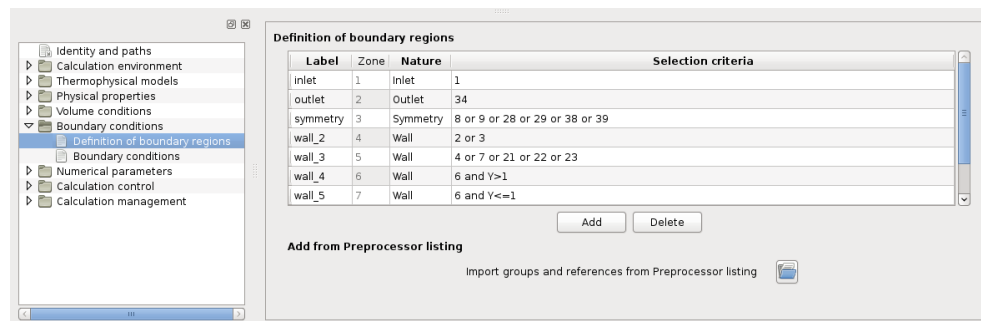 Identity and paths
Calculation environment
Thermophysical models
Physical properties
Volume conditions
Boundary conditions
Definition of boundary regions
Boundary conditions
Numerical parameters
Calculation control
Calculation management
Definition of boundary regions
Label Zone Nature Selection criteria
inlet 1 Inlet 1
outlet 2 Outlet 34
symmetry 3 Symmetry 8 or 9 or 28 or 29 or 38 or 39
wall_2 4 Wall 2 or 3
wall_3 5 Wall 4 or 7 or 21 or 22 or 23
wall_4 6 Wall 6 and Y>1
wall_5 7 Wall 6 and Y<=1
Add Delete
Add from Preprocessor listing
Import groups and references from Preprocessor listing